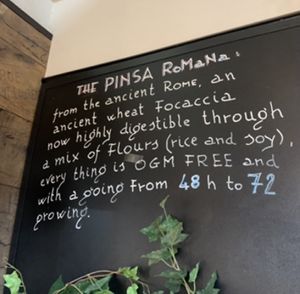 THE PINSA RoMaNa:
from the ancient Rome, an
ancient wheat Focaccia
now highly digestible through
a mix of Flours (rice and soy),
every thing is OGM FREE and
with a going from 48 h to 72
growing.